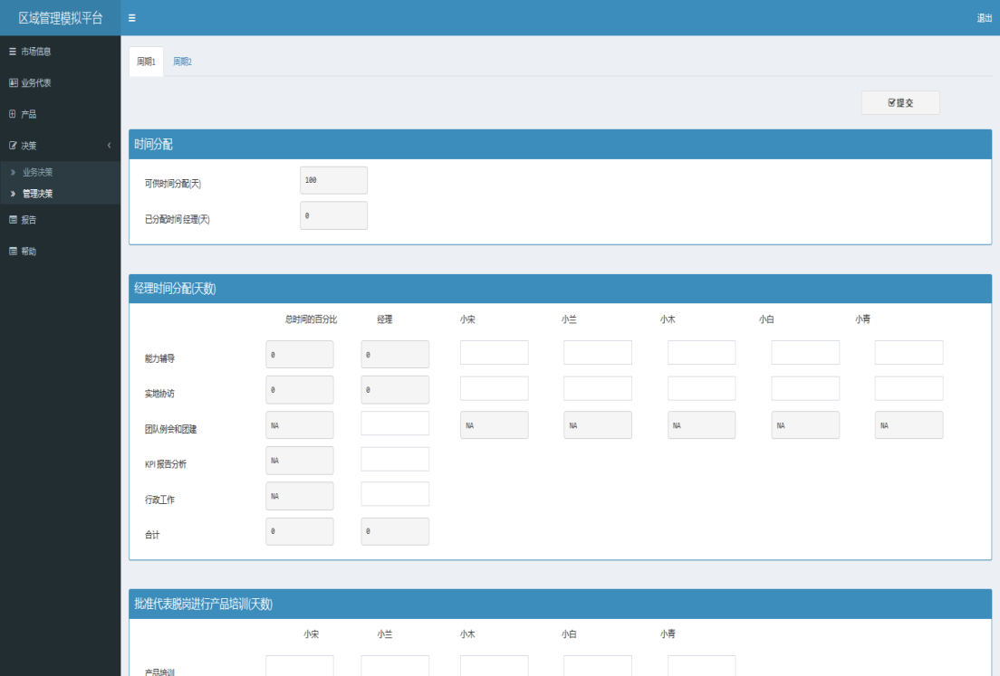 区域管理模拟平台
退出
市场信息
业务代表
产品
决策
业务决策
管理决策
报告
帮助
周期1 周期2
提交
时间分配
可供时间分配(天) 100
已分配时间 经理(天) 0
经理时间分配(天数)
总时间的百分比 经理 小宋 小兰 小木 小白 小青
能力辅导 0 0
实地协访 0 0
团队例会和团建 NA NA NA NA NA NA
KPI 报告分析 NA
行政工作 NA
合计 0 0
批准代表脱岗进行产品培训(天数)
小宋 小兰 小木 小白 小青
产品培训